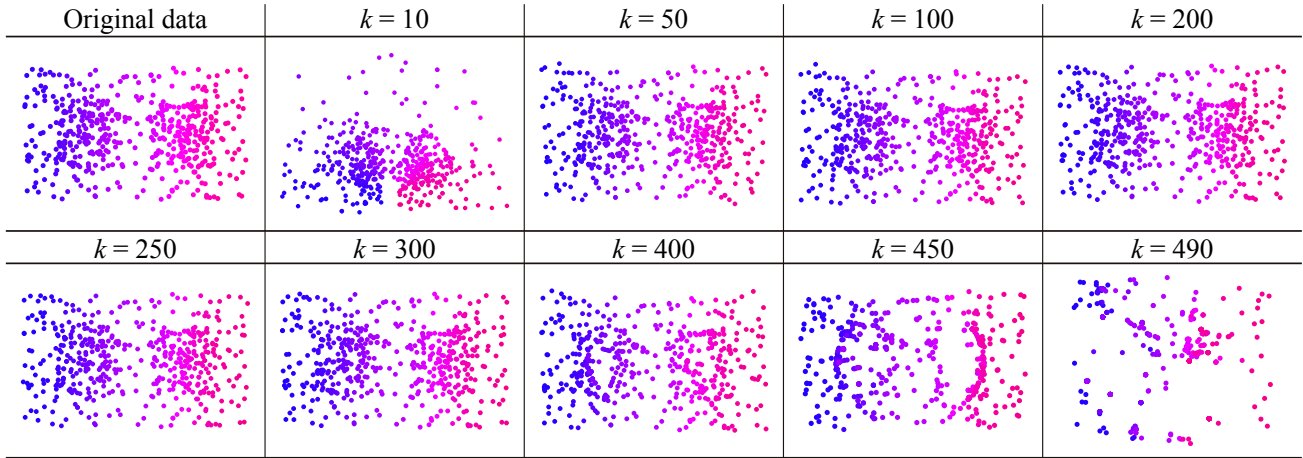 Original data k = 10 k = 50 k = 100 k = 200
k = 250 k = 300 k = 400 k = 450 k = 490